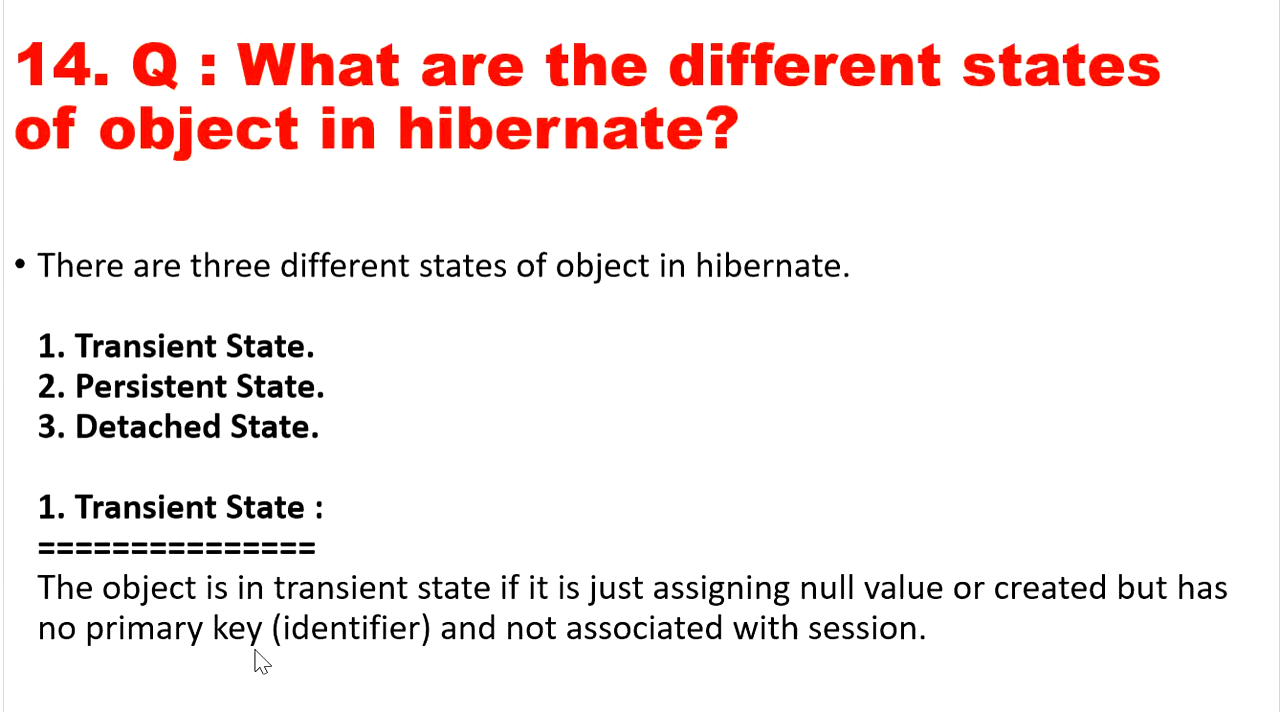 14. Q : What are the different states
of object in hibernate?
• There are three different states of object in hibernate.
1. Transient State.
2. Persistent State.
3. Detached State.
1. Transient State :
===============
The object is in transient state if it is just assigning null value or created but has
no primary key (identifier) and not associated with session.